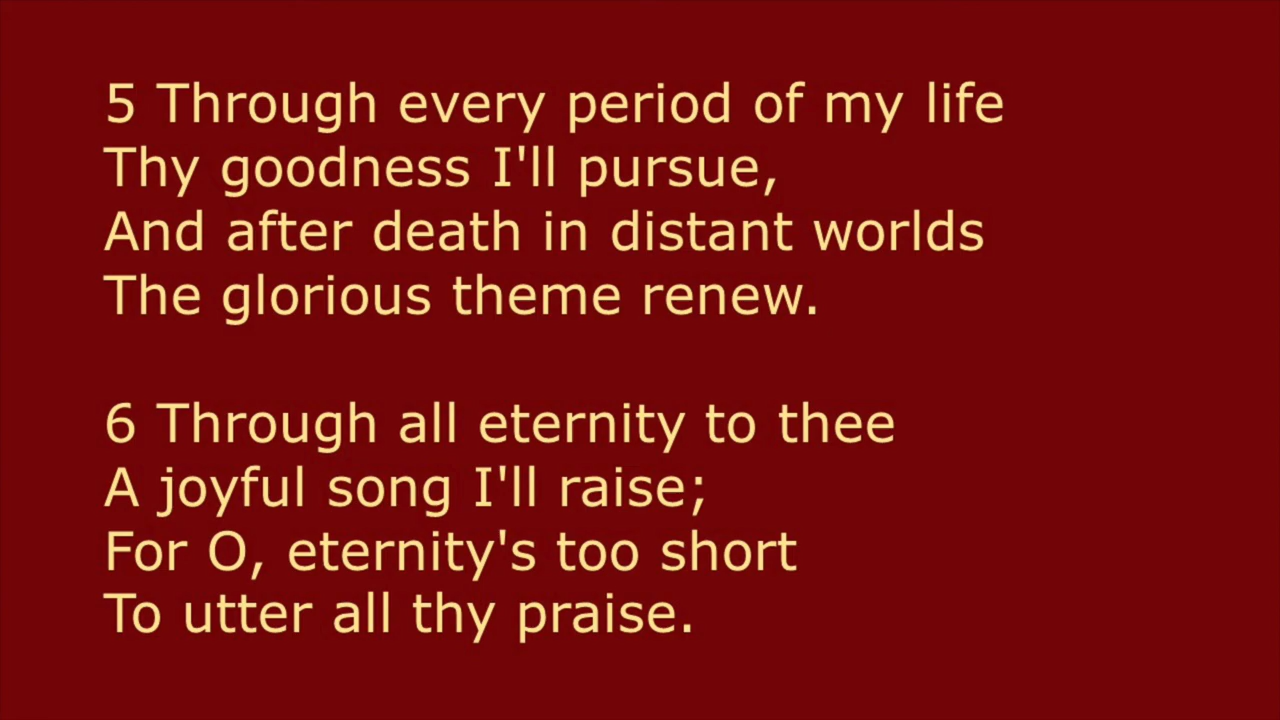 5 Through every period of my life
Thy goodness I'll pursue,
And after death in distant worlds
The glorious theme renew.
6 Through all eternity to thee
A joyful song I'll raise;
For O, eternity's too short
To utter all thy praise.